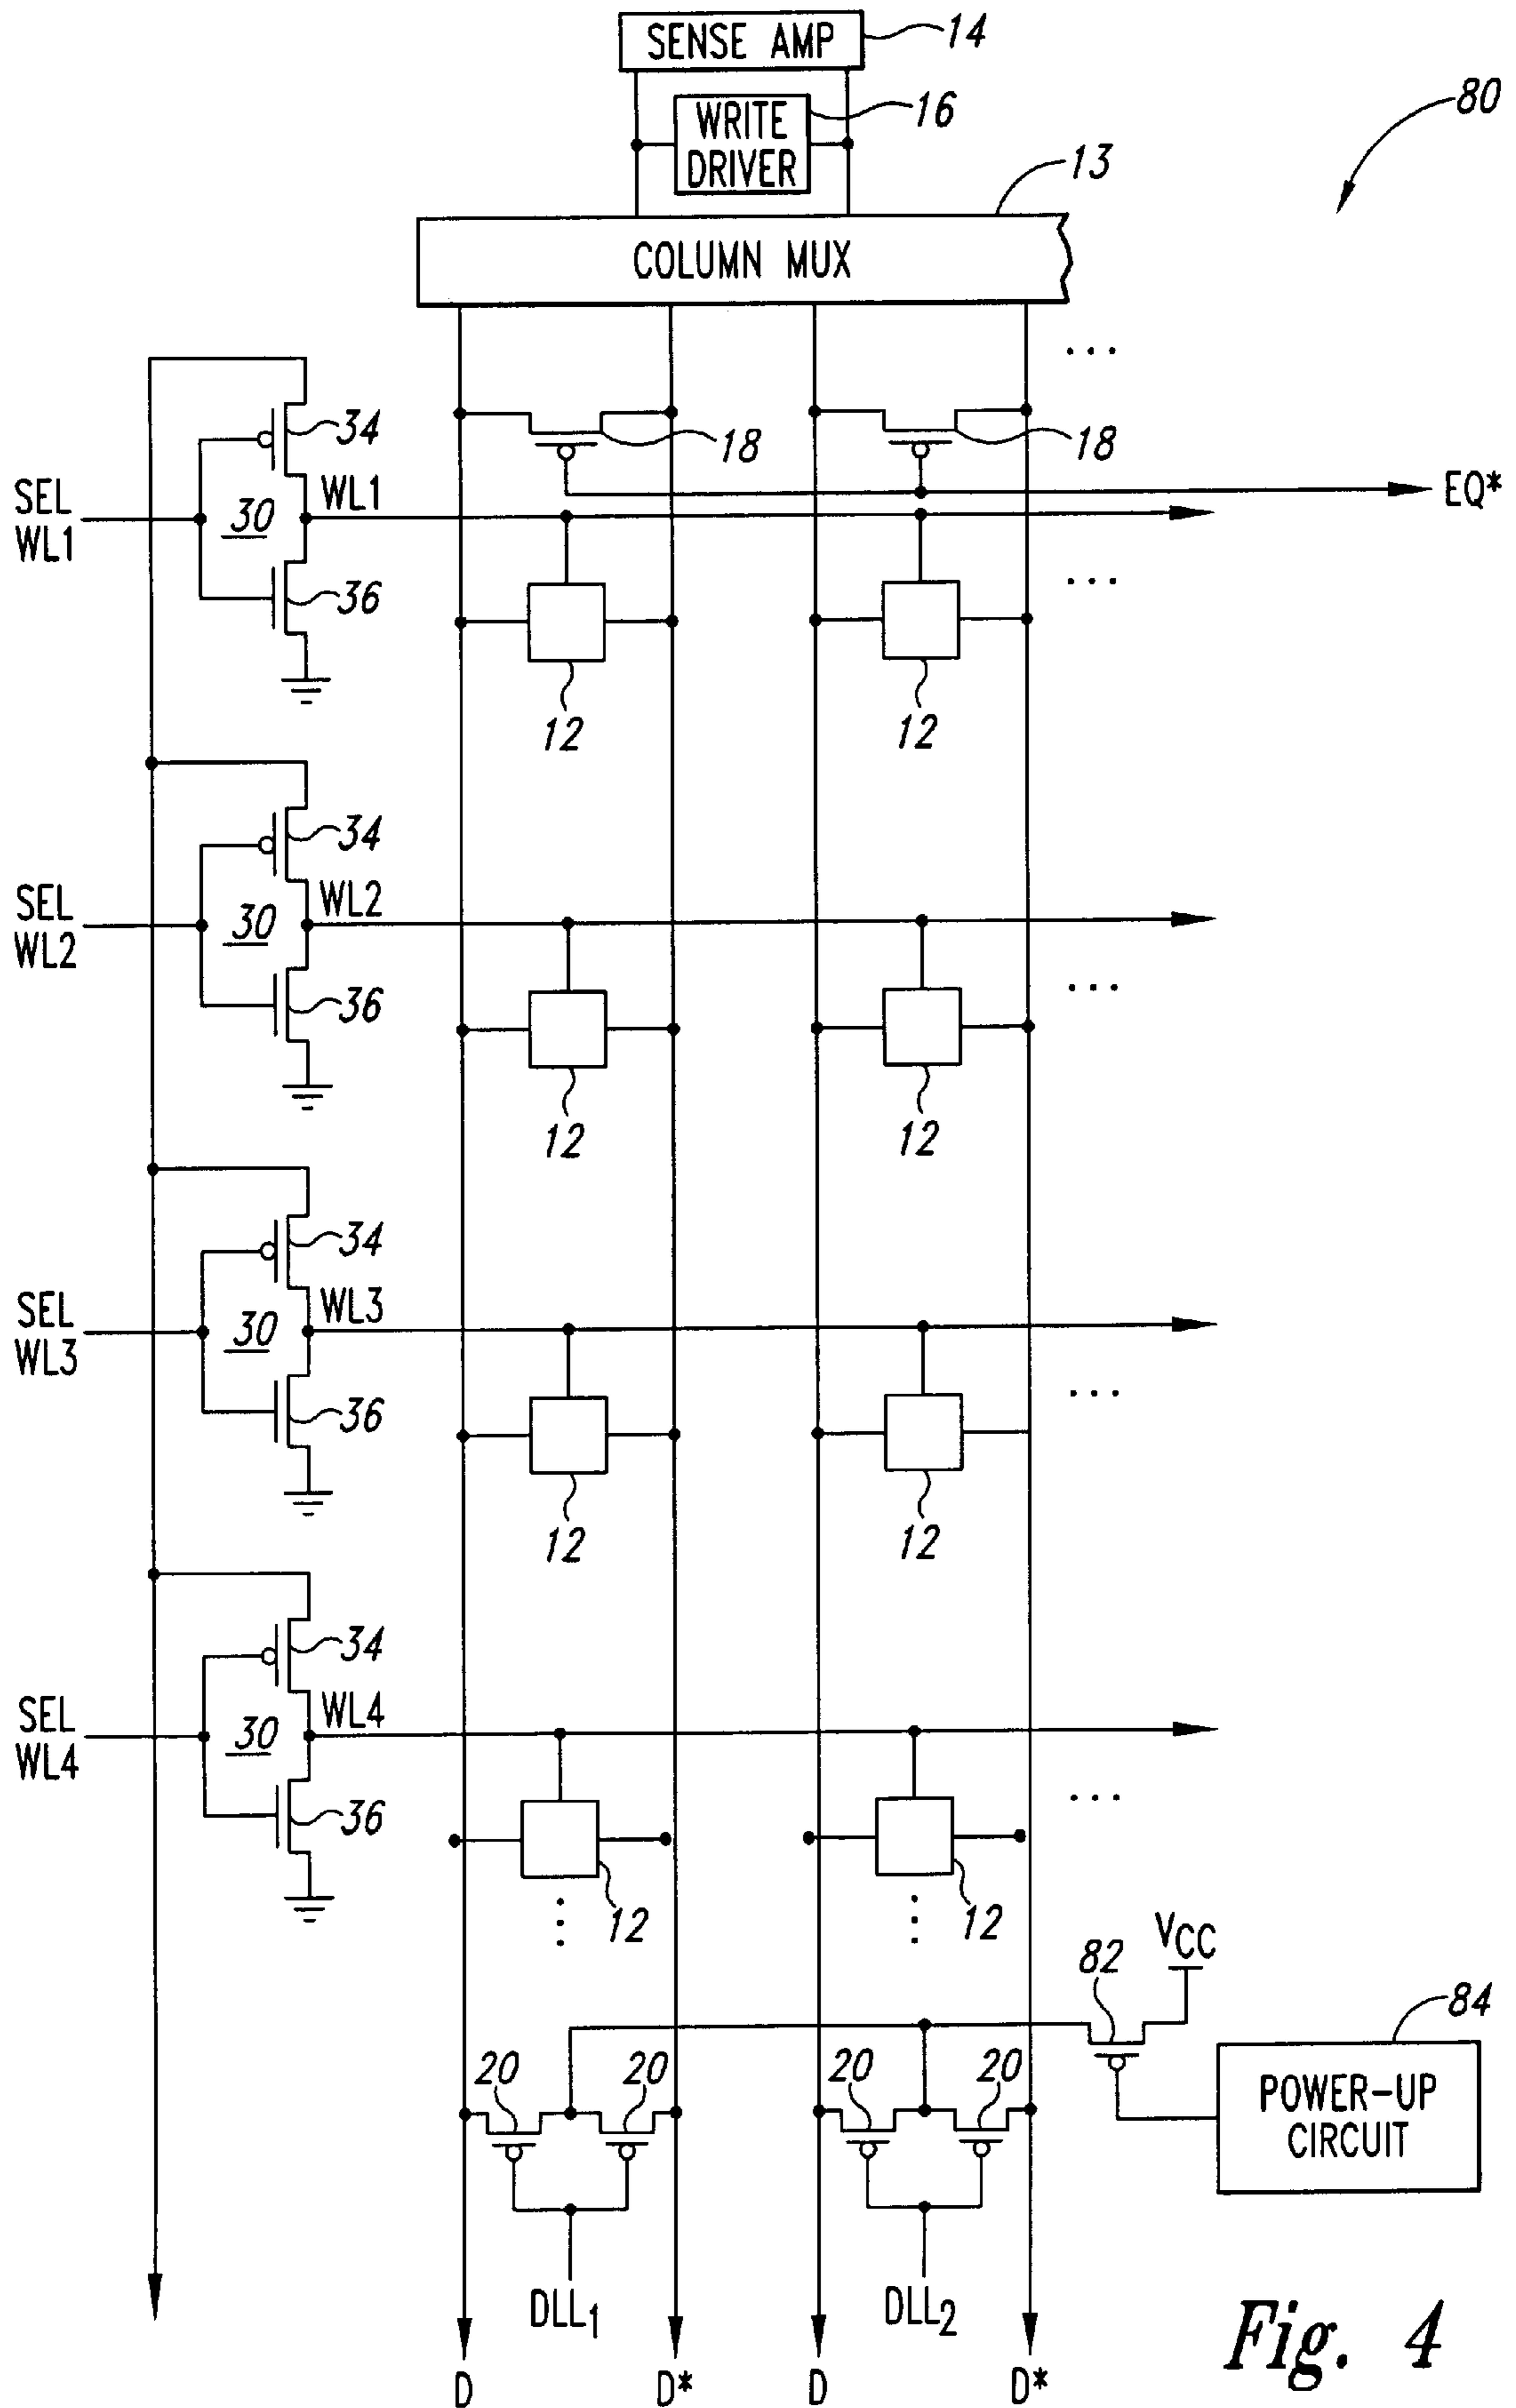 SENSE AMP
14
WRITE
DRIVER
16
80
13
COLUMN MUX
...
34
18
18
SEL
WL1
30
WL1
EQ*
36
...
12
12
34
SEL
WL2
30
WL2
36
...
12
12
34
SEL
WL3
30
WL3
36
...
12
12
34
SEL
WL4
30
WL4
36
...
12
12
82
VCC
84
20
20
20
20
POWER-UP
CIRCUIT
DLL1
DLL2
D
D*
D
D*
Fig. 4